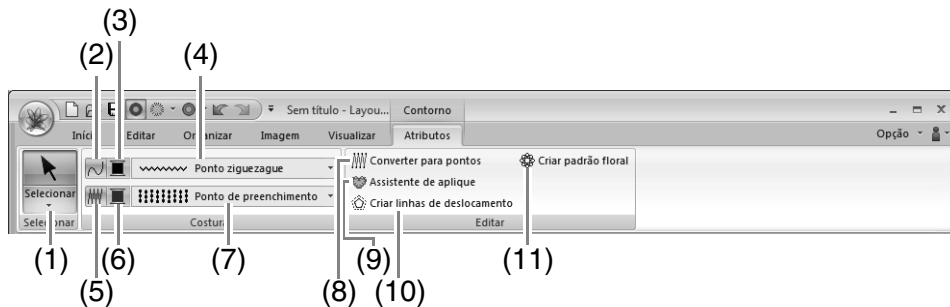 (3)
(2) (4)
Sem título - Layou... Contorno
Início Editar Organizar Imagem Visualizar Atributos Opção
Selecionar
Ponto ziguezague
Ponto de preenchimento
Converter para pontos
Assistente de aplique
Criar linhas de deslocamento
Criar padrão floral
Selecionar Costura Editar
(1) (6) (7) (9) (11)
(5) (8) (10)